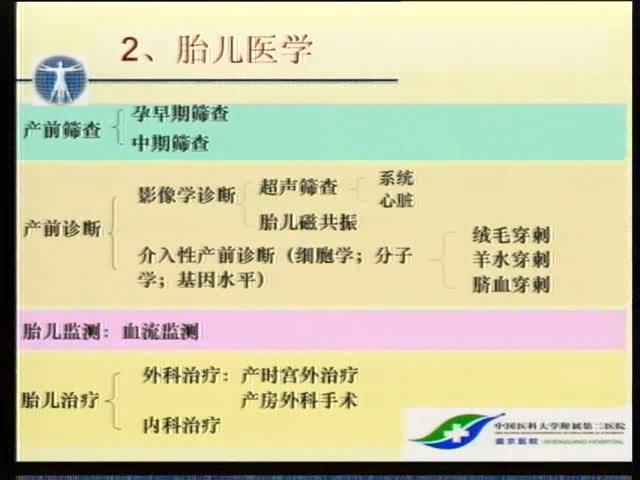 2、胎儿医学
产前筛查
孕早期筛查
中期筛查
产前诊断
影像学诊断
超声筛查
系统
心脏
胎儿磁共振
介入性产前诊断（细胞学；分子
学；基因水平）
绒毛穿刺
羊水穿刺
脐血穿刺
胎儿监测：血流监测
胎儿治疗
外科治疗：产时宫外治疗
产房外科手术
内科治疗
中国医科大学附属第二医院
盛京医院 SHENGJING HOSPITAL